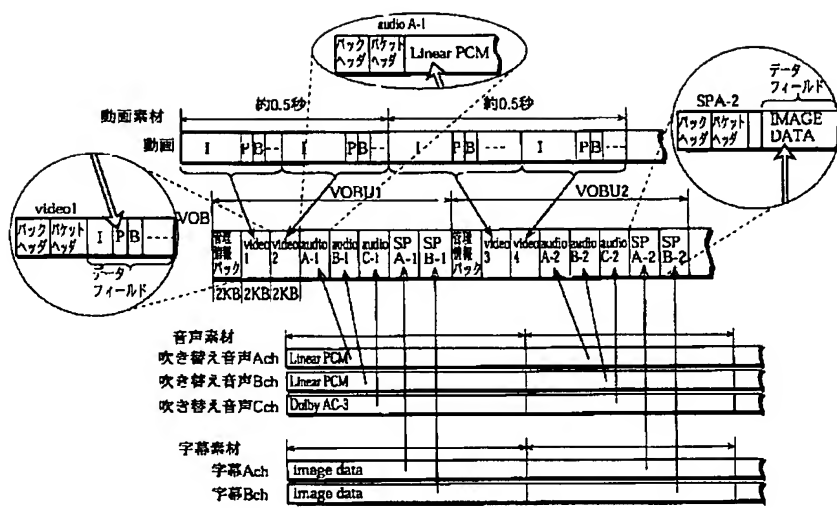 audio A-1
パック ヘッダ
パケット ヘッダ
Linear PCM
SPA-2
データ フィールド
パック ヘッダ
パケット ヘッダ
IMAGE DATA
動画素材
約0.5秒
約0.5秒
動画
I P B --- I P B --- I P B --- I P B ---
video1
パック ヘッダ
パケット ヘッダ
I P B ----
データ フィールド
VOB
VOBU1
VOBU2
管理 情報 パック
video 1
video 2
audio A-1
audio B-1
audio C-1
SP A-1
SP B-1
管理 情報 パック
video 3
video 4
audio A-2
audio B-2
audio C-2
SP A-2
SP B-2
2KB 2KB 2KB
音声素材
吹き替え音声Ach Linear PCM
吹き替え音声Bch Linear PCM
吹き替え音声Cch Dolby AC-3
字幕素材
字幕Ach image data
字幕Bch image data